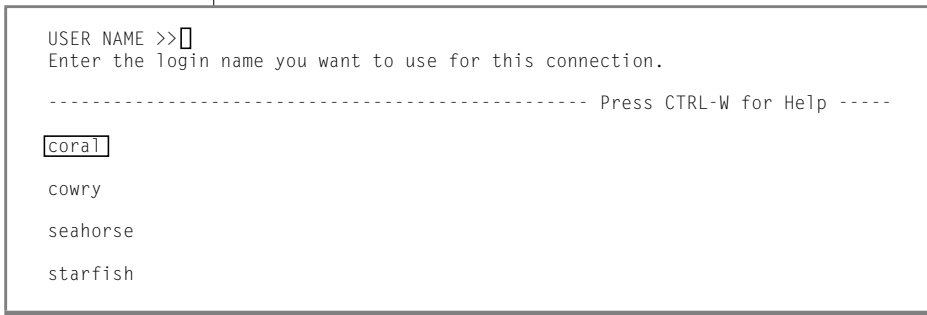 USER NAME >>
Enter the login name you want to use for this connection.
------------------------------------------------- Press CTRL-W for Help -----
coral
cowry
seahorse
starfish